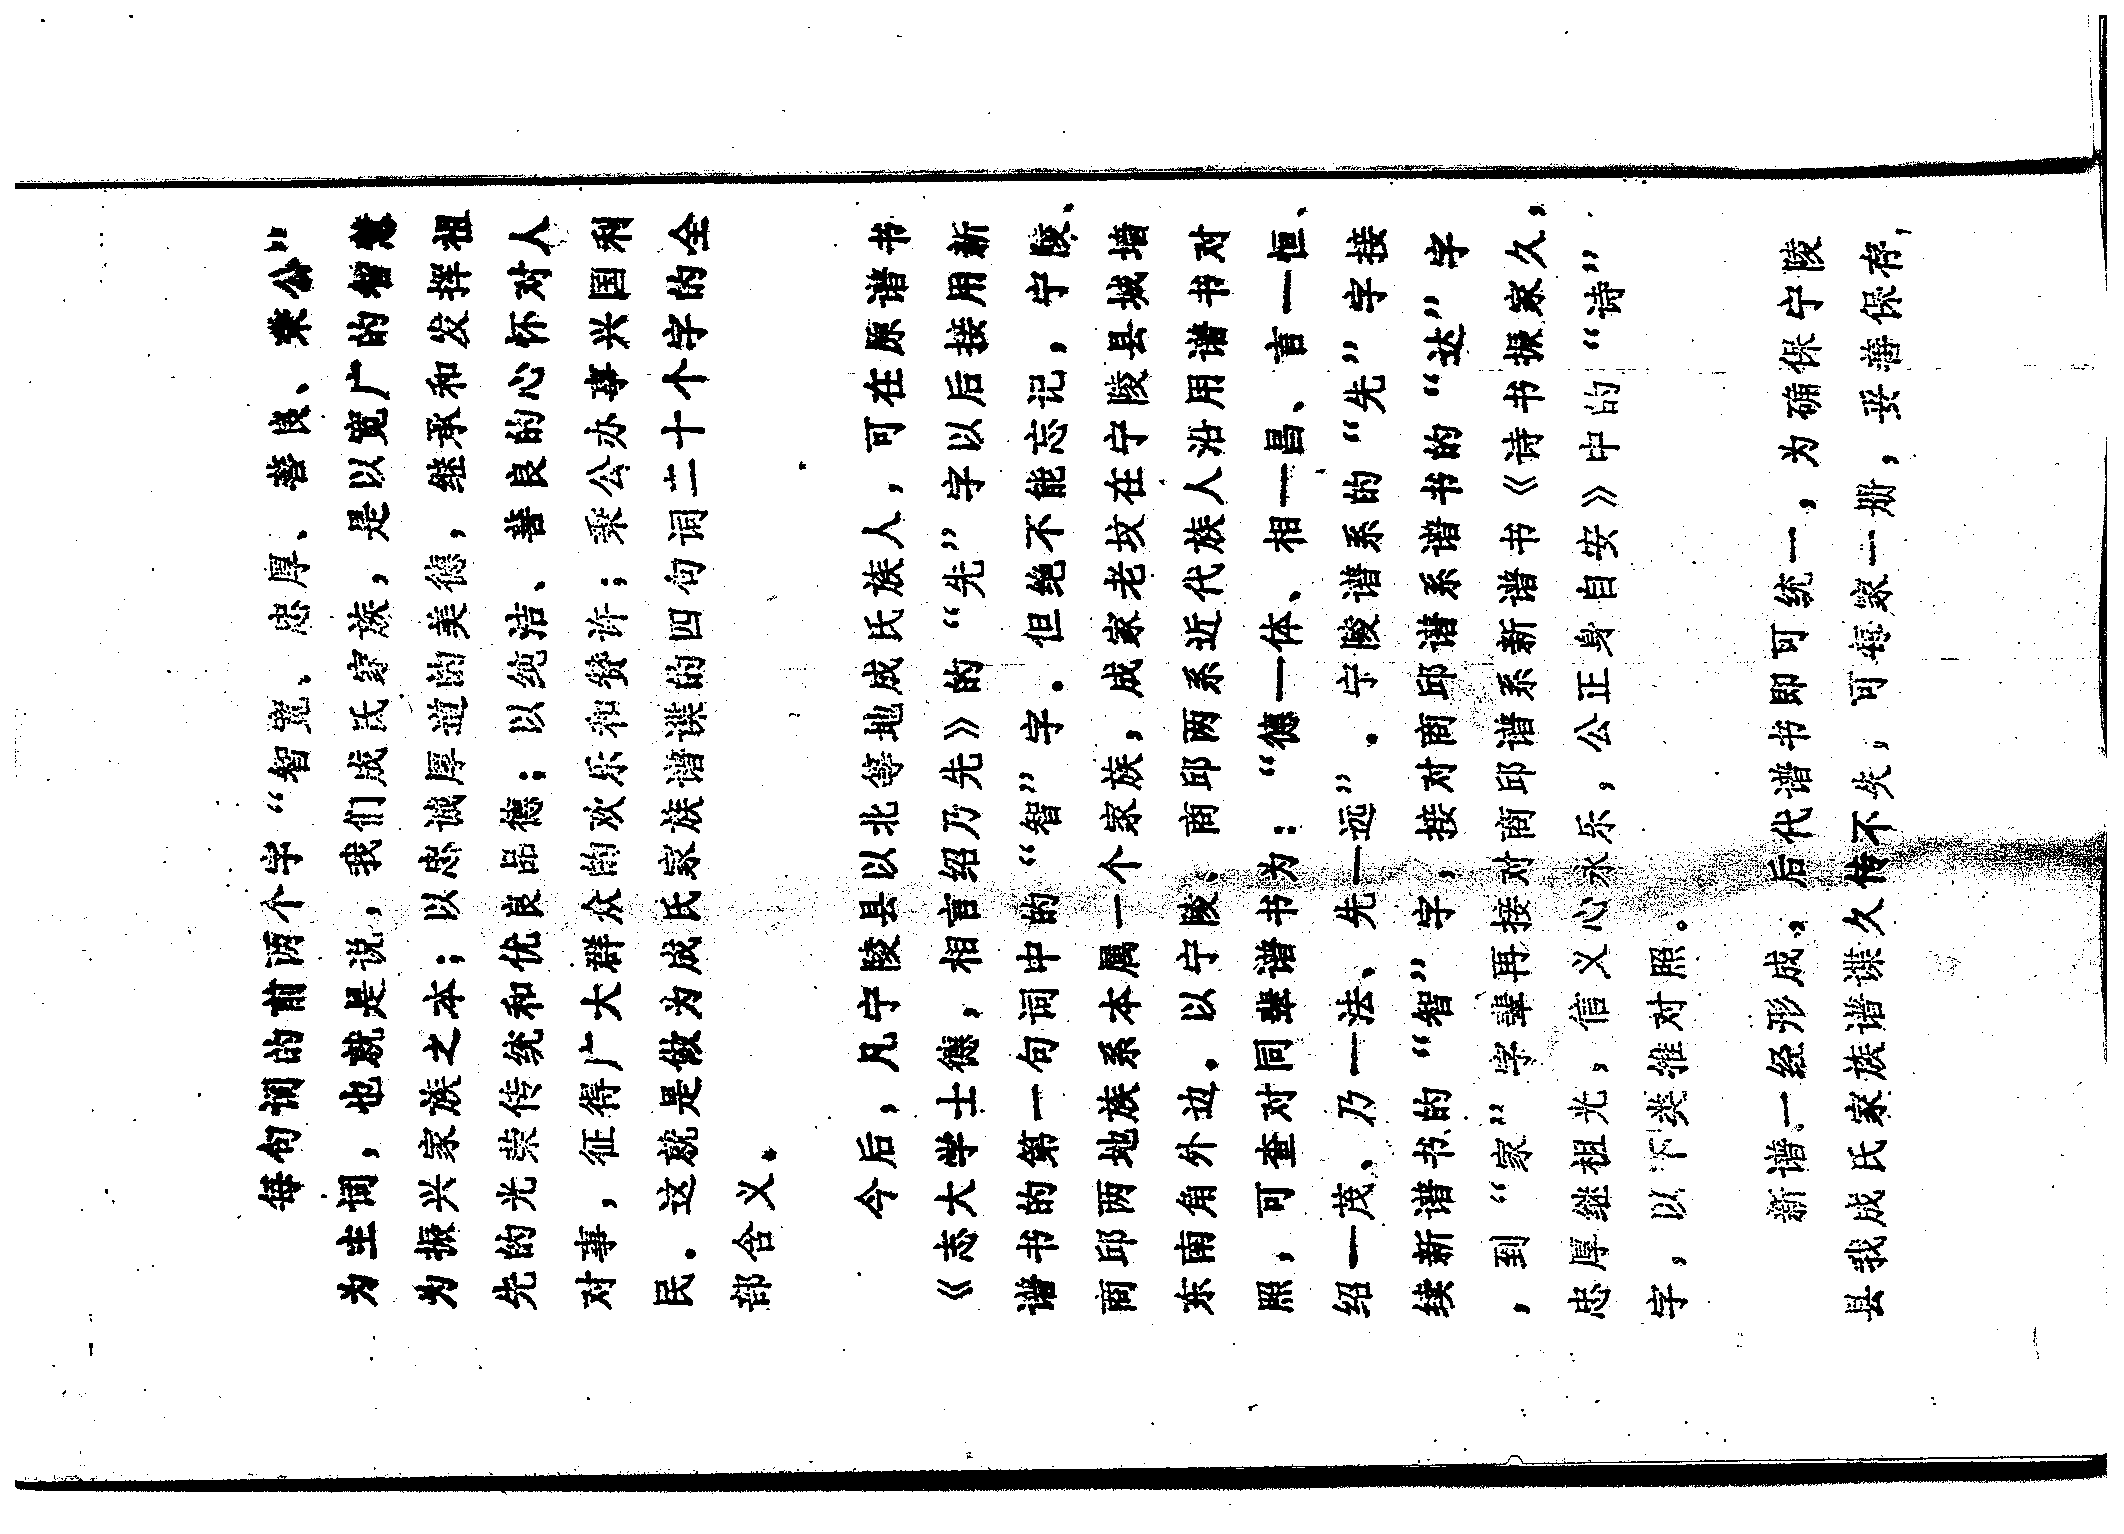 每句词的前两个字“智宽、忠厚、善良、秉公”
为主词，也就是说，我们成氏家族，是以宽广的智慧
为振兴家族之本；以忠诚厚道的美德，继承和发挥祖
先的光荣传统和优良品德；以纯洁、善良的心怀对人
对事，征得广大群众的欢乐和赞许；秉公办事兴国利
民。这就是做为成氏家族谱谍的四句词二十个字的全
部含义。
今后，凡宁陵县以北等地成氏族人，可在原谱书
《志大学士德，相言绍乃先》的“先”字以后接用新
谱书的第一句词中的“智”字。但绝不能忘记，宁陵、
商邱两地族系本属一个家族，成家老坟在宁陵县城墙
东南角外边。以宁陵、商邱两系近代族人沿用谱书对
照，可查对同辈谱书为：“德一体、相一昌、言一恒、
绍一茂、乃一法、先一远”。宁陵谱系的“先”字接
续新谱书的“智”字，接对商邱谱系谱书的“达”字
，到“家”字辈再接对商邱谱系新谱书《诗书振家久，
忠厚继祖光，信义心永乐，公正身自安》中的“诗”
字，以下类推对照。
新谱一经形成。后代谱书即可统一，为确保宁陵
县我成氏家族谱谍久传不失，可每家一册，妥善保存，